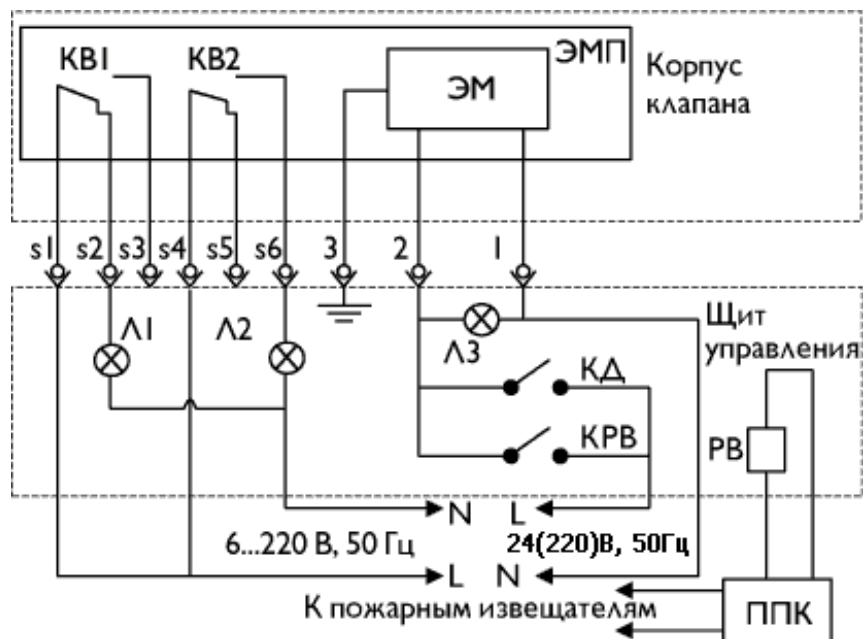 КВ1 КВ2 ЭМП
ЭМ
Корпус
клапана
s1 s2 s3 s4 s5 s6 3 2 1
Л1 Л2 Л3
Щит
управления
КД
КРВ
РВ
N L
6...220 В, 50 Гц 24(220)В, 50Гц
L N
К пожарным извещателям
ППК